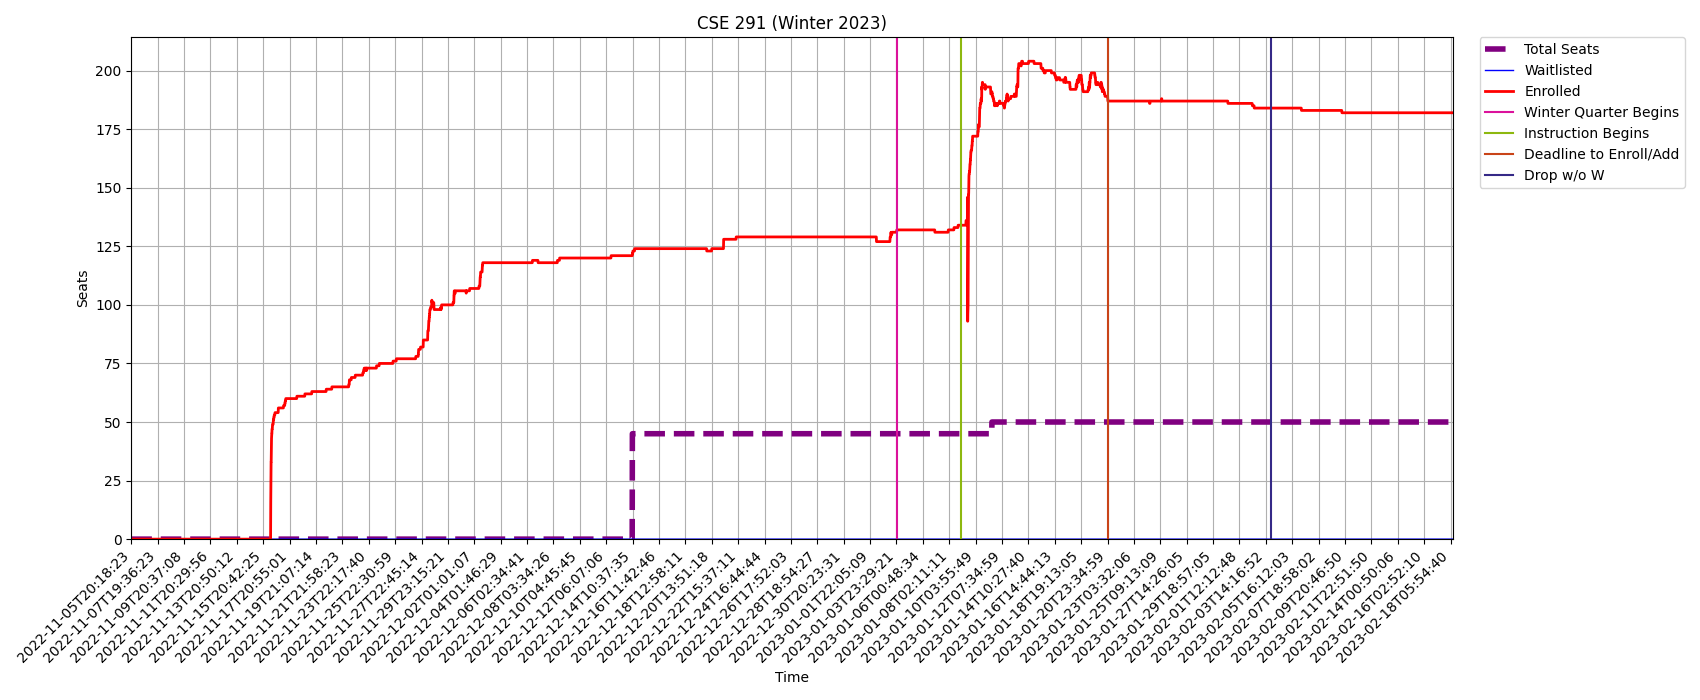 CSE 291 (Winter 2023)
Total Seats
Waitlisted
Enrolled
Winter Quarter Begins
Instruction Begins
Deadline to Enroll/Add
Drop w/o W
Seats
200
175
150
125
100
75
50
25
0
2022-11-05T20:18:23
2022-11-07T19:36:23
2022-11-09T20:37:08
2022-11-11T20:29:56
2022-11-13T20:50:12
2022-11-15T20:42:25
2022-11-17T20:55:01
2022-11-19T21:07:14
2022-11-21T21:58:23
2022-11-23T22:17:40
2022-11-25T22:30:59
2022-11-27T22:45:14
2022-11-29T23:15:21
2022-12-02T01:01:07
2022-12-04T01:46:29
2022-12-06T02:34:41
2022-12-08T03:34:26
2022-12-10T04:45:45
2022-12-12T06:07:06
2022-12-14T10:37:35
2022-12-16T11:42:46
2022-12-18T12:58:11
2022-12-20T13:51:18
2022-12-22T15:37:11
2022-12-24T16:44:44
2022-12-26T17:52:03
2022-12-28T18:54:27
2022-12-30T20:23:31
2023-01-01T22:05:09
2023-01-03T23:29:21
2023-01-06T00:48:34
2023-01-08T02:11:11
2023-01-10T03:55:49
2023-01-12T07:34:59
2023-01-14T10:27:40
2023-01-16T14:44:13
2023-01-18T19:13:05
2023-01-20T23:34:59
2023-01-23T03:32:06
2023-01-25T09:13:09
2023-01-27T14:26:05
2023-01-29T18:57:05
2023-02-01T12:12:48
2023-02-03T14:16:52
2023-02-05T16:12:03
2023-02-07T18:58:02
2023-02-09T20:46:50
2023-02-11T22:51:50
2023-02-14T00:50:06
2023-02-16T02:52:10
2023-02-18T05:54:40
Time